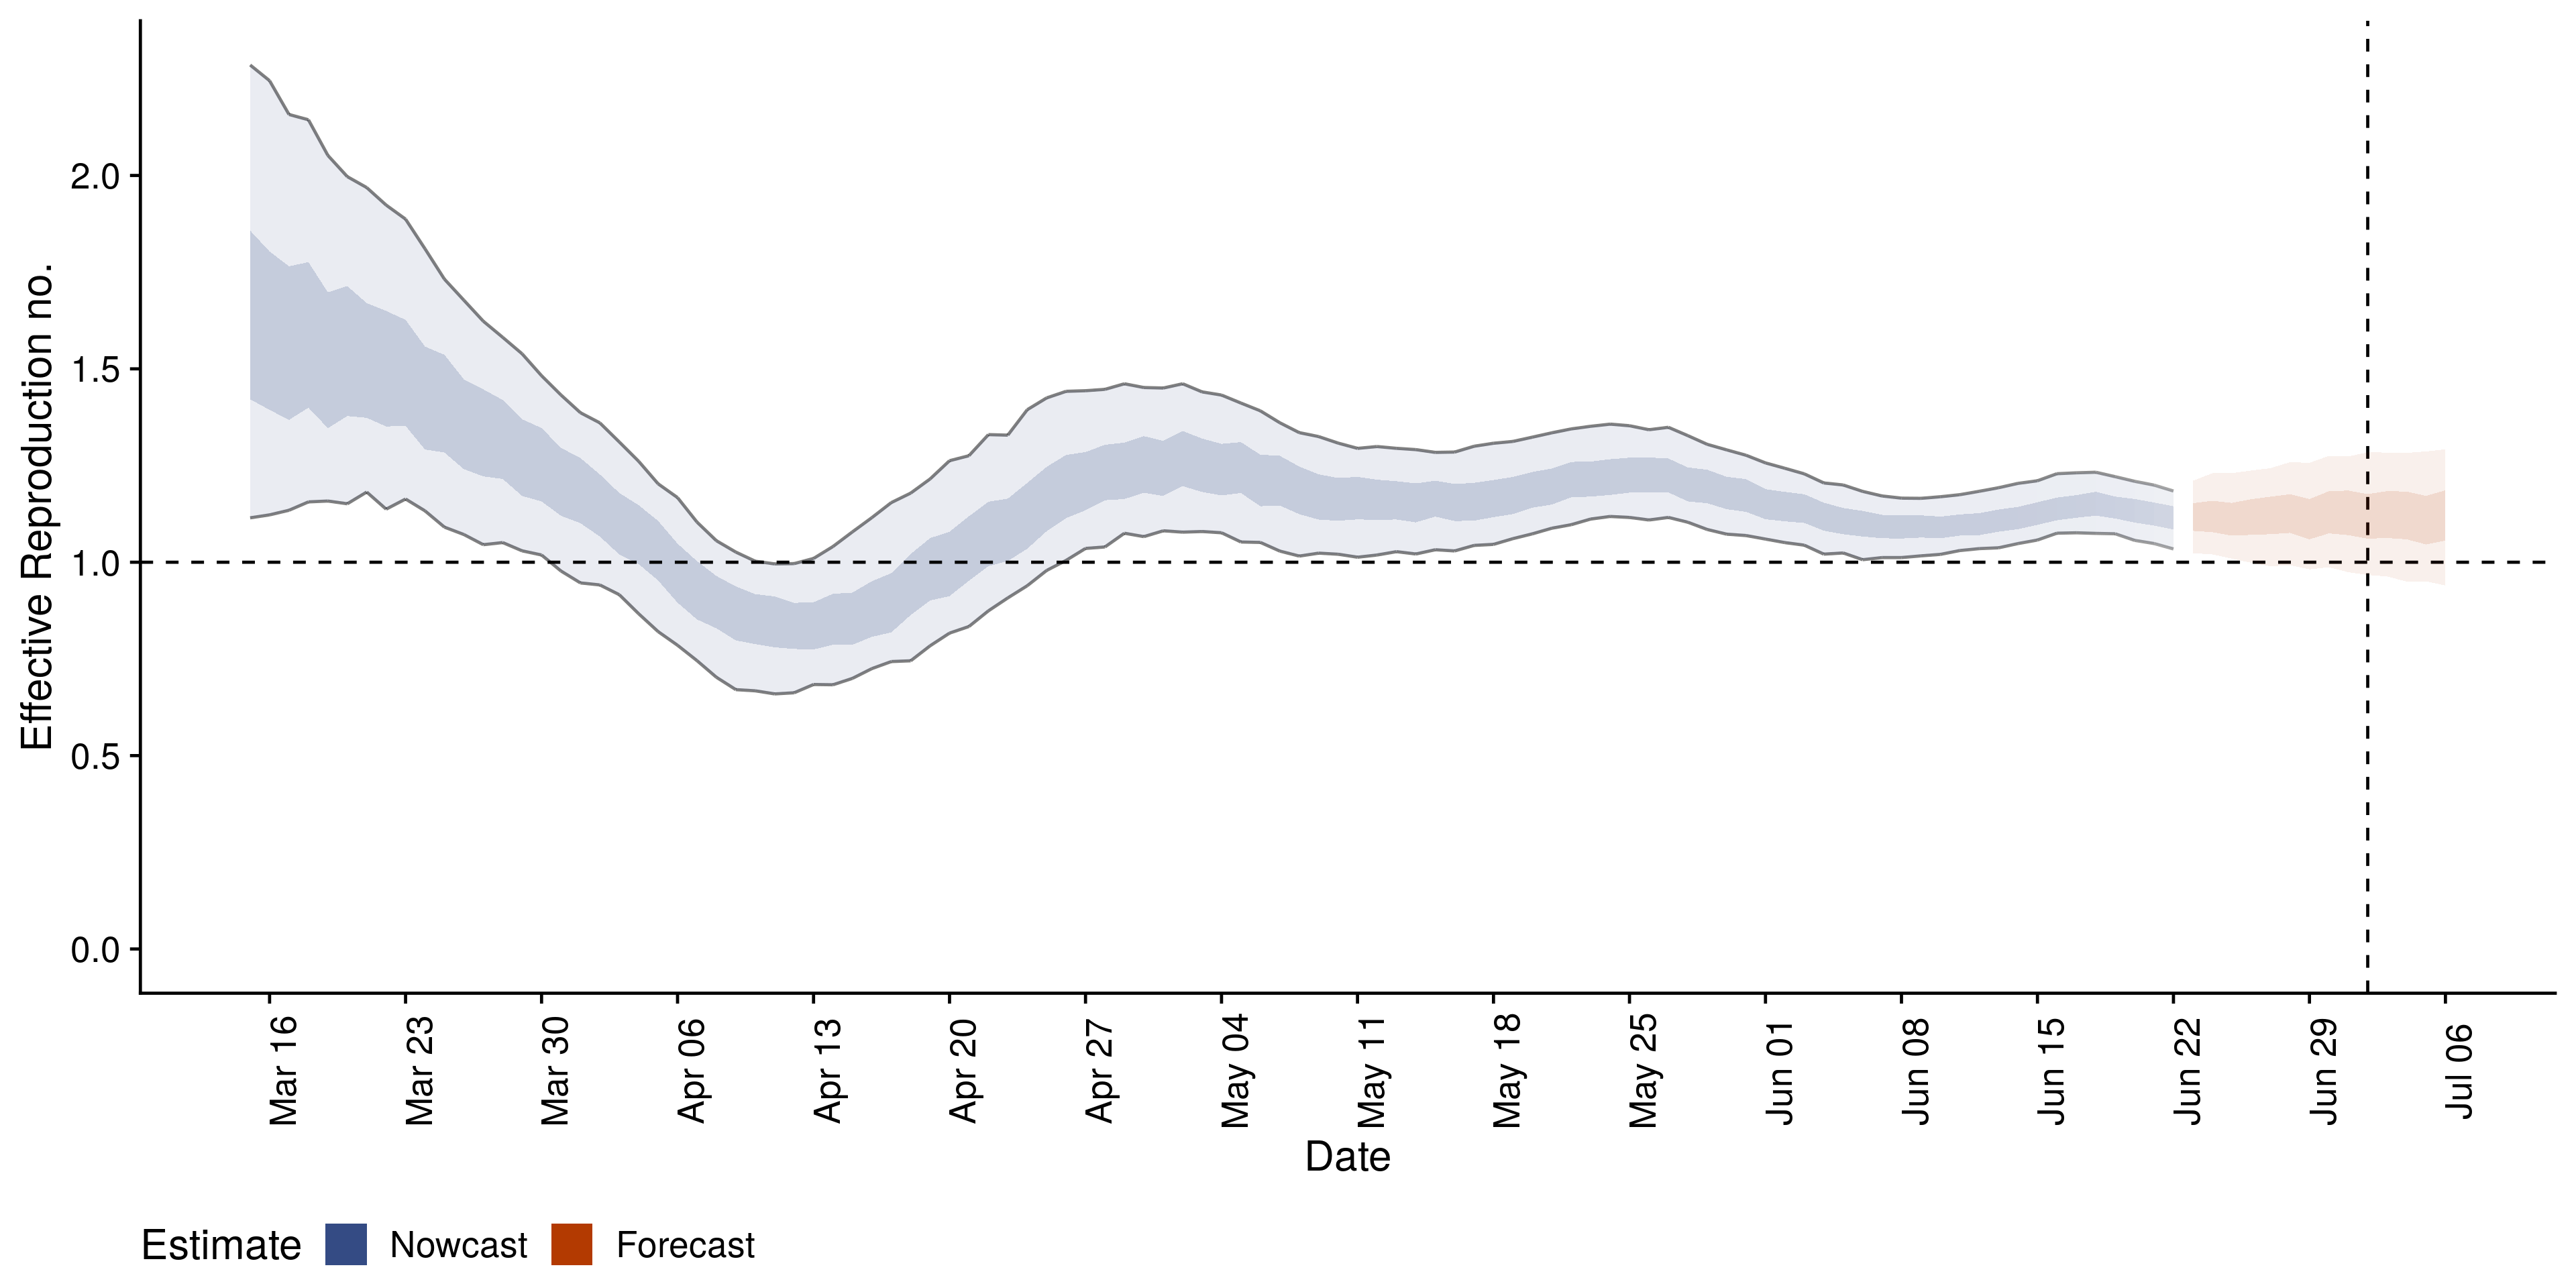 Effective Reproduction no.
2.0
1.5
1.0
0.5
0.0
Mar 16
Mar 23
Mar 30
Apr 06
Apr 13
Apr 20
Apr 27
May 04
May 11
May 18
May 25
Jun 01
Jun 08
Jun 15
Jun 22
Jun 29
Jul 06
Date
Estimate Nowcast Forecast